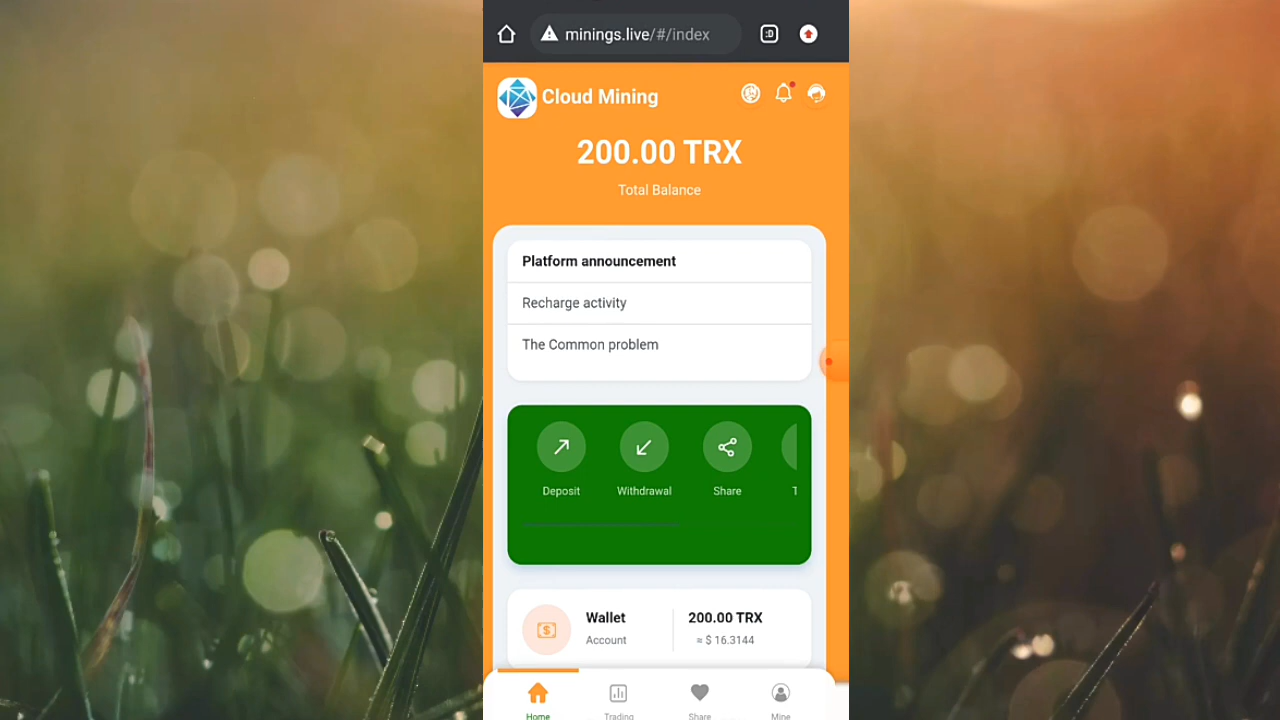 minings.live/#/index
:D
Cloud Mining
200.00 TRX
Total Balance
Platform announcement
Recharge activity
The Common problem
Deposit
Withdrawal
Share
T
Wallet
200.00 TRX
Account
≈ $ 16.3144
Home
Trading
Share
Mine